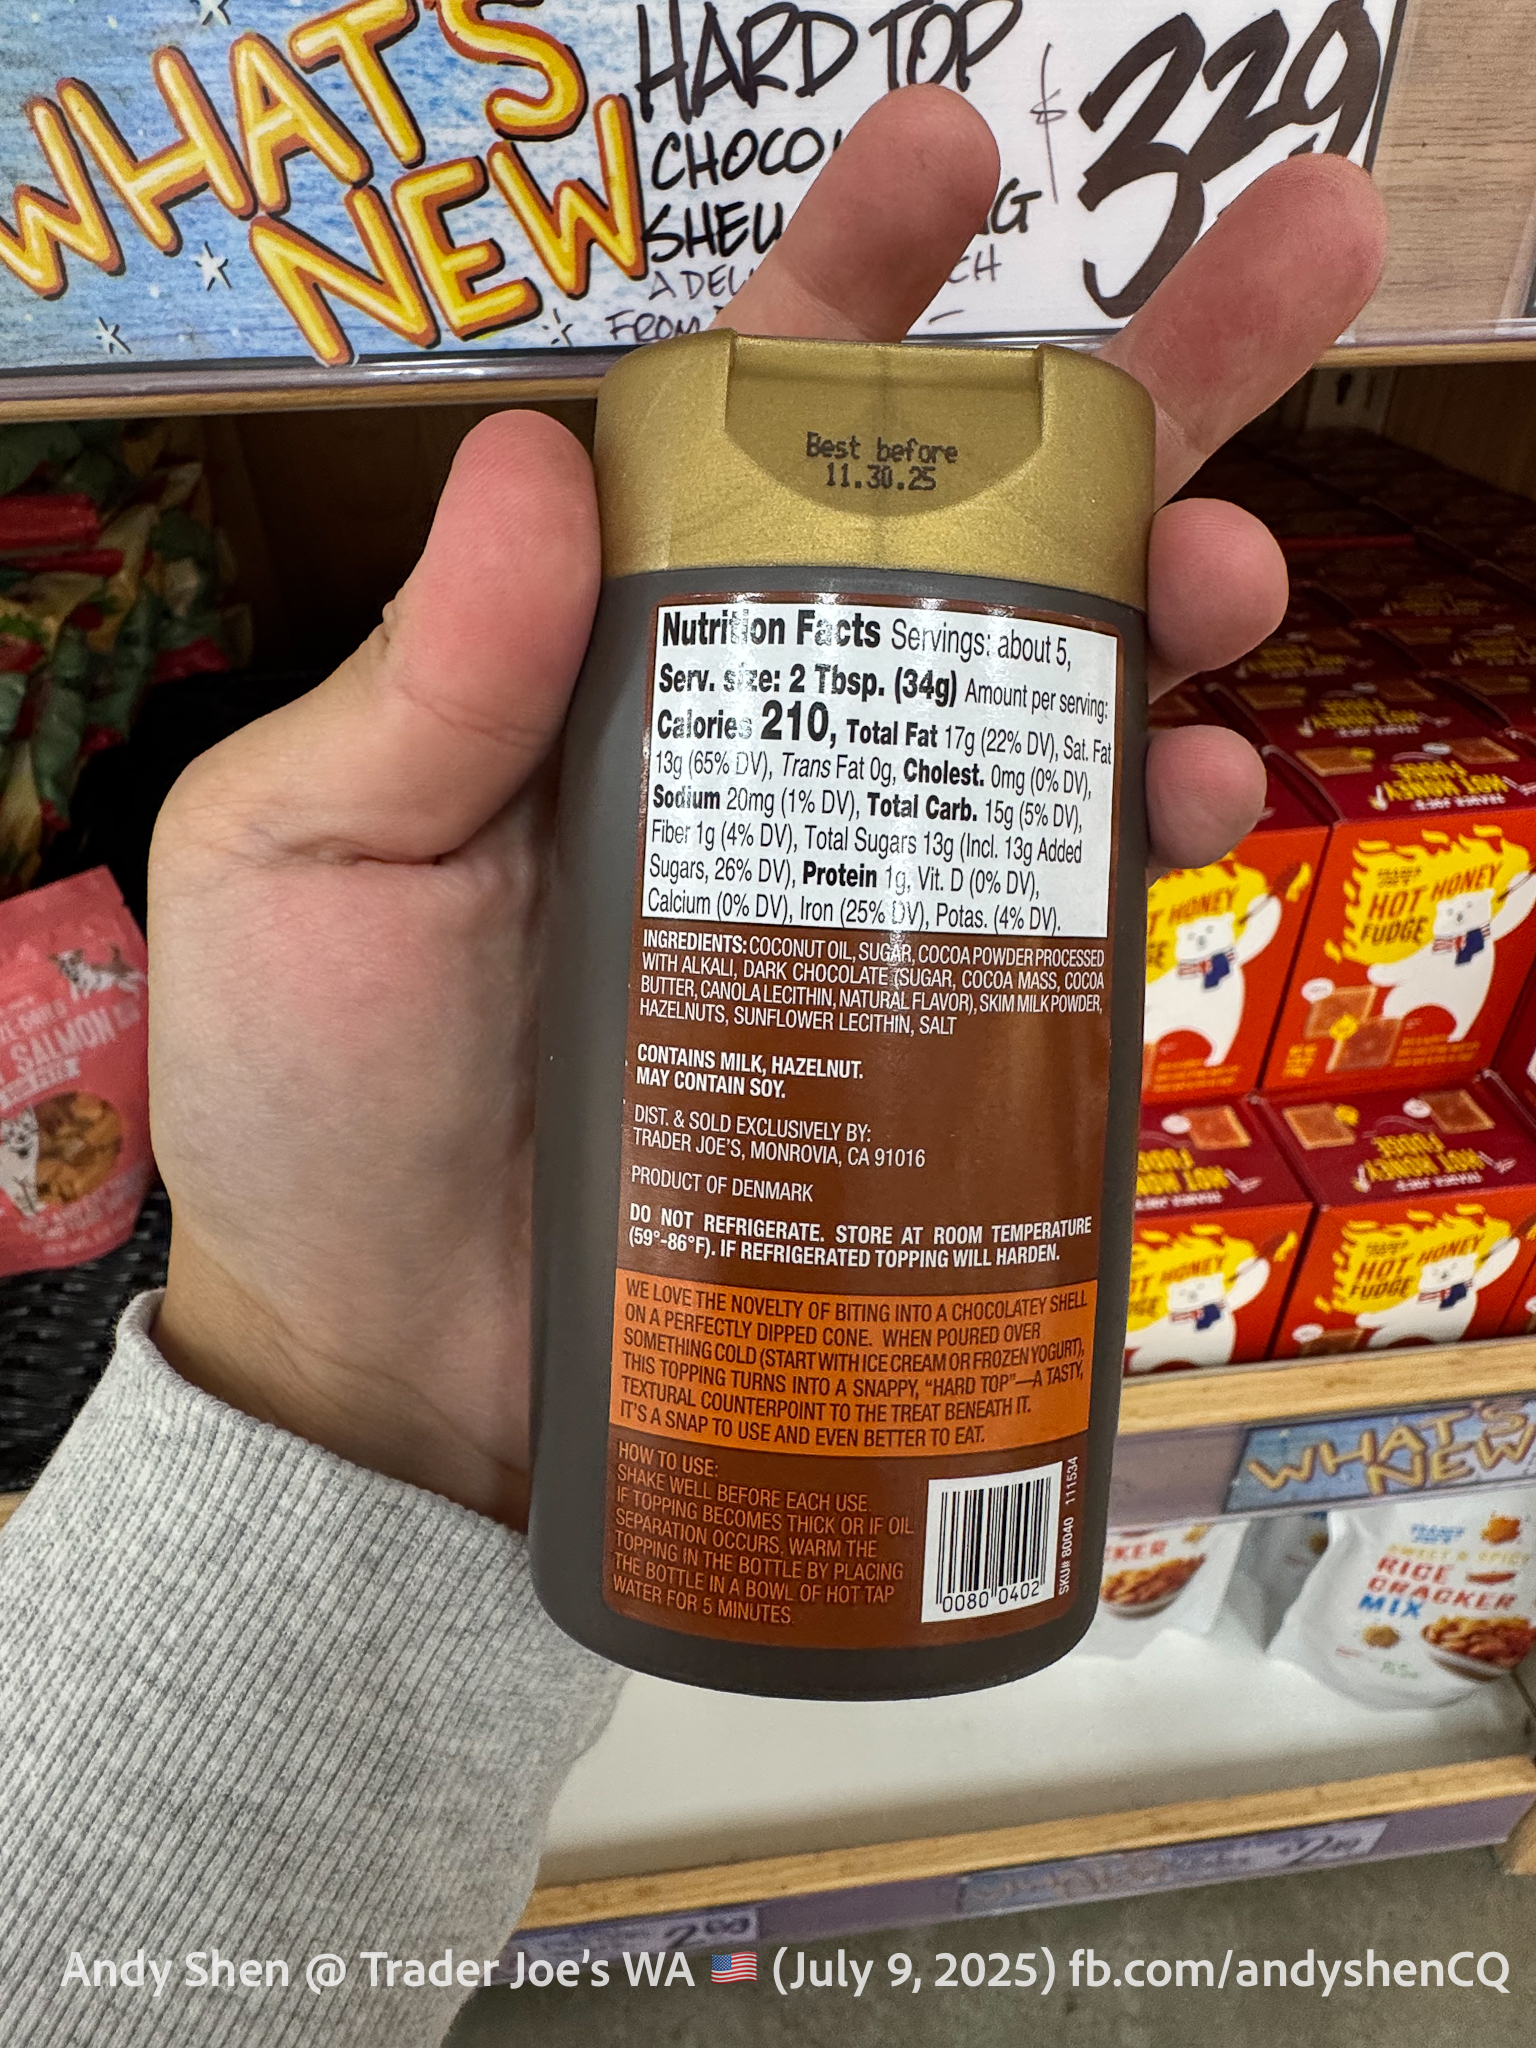 WHAT'S
NEW
HARD TOP
CHOCO
SHELL
A DEL
FROM
$3.29
Best before
11.30.25
Nutrition Facts Servings: about 5,
Serv. size: 2 Tbsp. (34g) Amount per serving:
Calories 210, Total Fat 17g (22% DV), Sat. Fat
13g (65% DV), Trans Fat 0g, Cholest. 0mg (0% DV),
Sodium 20mg (1% DV), Total Carb. 15g (5% DV),
Fiber 1g (4% DV), Total Sugars 13g (Incl. 13g Added
Sugars, 26% DV), Protein 1g, Vit. D (0% DV),
Calcium (0% DV), Iron (25% DV), Potas. (4% DV).
INGREDIENTS: COCONUT OIL, SUGAR, COCOA POWDER PROCESSED
WITH ALKALI, DARK CHOCOLATE (SUGAR, COCOA MASS, COCOA
BUTTER, CANOLA LECITHIN, NATURAL FLAVOR), SKIM MILK POWDER,
HAZELNUTS, SUNFLOWER LECITHIN, SALT
CONTAINS MILK, HAZELNUT.
MAY CONTAIN SOY.
DIST. & SOLD EXCLUSIVELY BY:
TRADER JOE'S, MONROVIA, CA 91016
PRODUCT OF DENMARK
DO NOT REFRIGERATE. STORE AT ROOM TEMPERATURE
(59°-86°F). IF REFRIGERATED TOPPING WILL HARDEN.
WE LOVE THE NOVELTY OF BITING INTO A CHOCOLATEY SHELL
ON A PERFECTLY DIPPED CONE. WHEN POURED OVER
SOMETHING COLD (START WITH ICE CREAM OR FROZEN YOGURT),
THIS TOPPING TURNS INTO A SNAPPY, "HARD TOP"—A TASTY,
TEXTURAL COUNTERPOINT TO THE TREAT BENEATH IT.
IT'S A SNAP TO USE AND EVEN BETTER TO EAT.
HOW TO USE:
SHAKE WELL BEFORE EACH USE.
IF TOPPING BECOMES THICK OR IF OIL
SEPARATION OCCURS, WARM THE
TOPPING IN THE BOTTLE BY PLACING
THE BOTTLE IN A BOWL OF HOT TAP
WATER FOR 5 MINUTES.
0080 0402
SKU# 80040 111534
SALMON
HOT HONEY
FUDGE
HOT HONEY
FUDGE
WHAT'S
NEW
RICE
CRACKER
MIX
Andy Shen @ Trader Joe's WA 🇺🇸 (July 9, 2025) fb.com/andyshenCQ